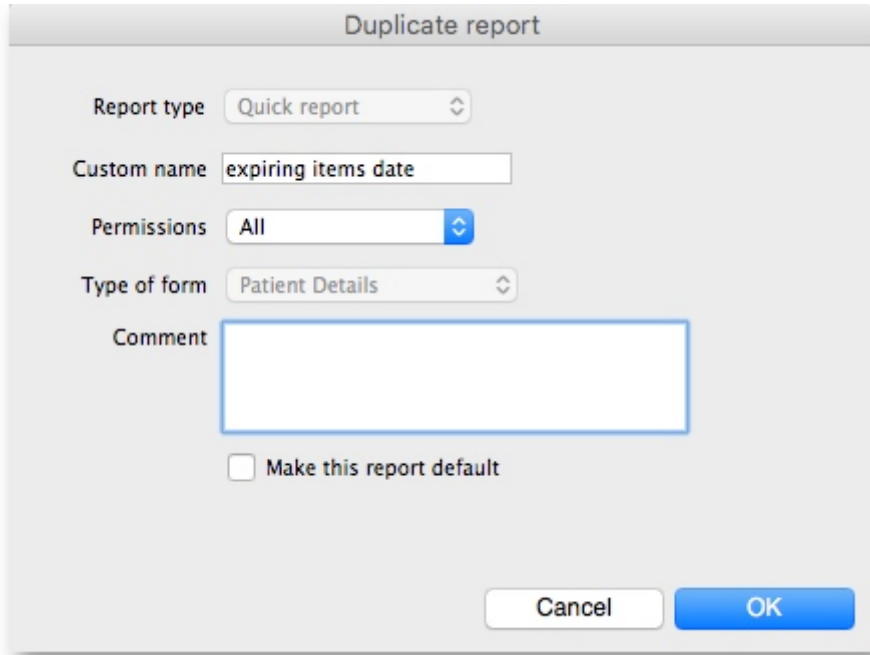 Duplicate report
Report type Quick report
Custom name expiring items date
Permissions All
Type of form Patient Details
Comment
Make this report default
Cancel OK